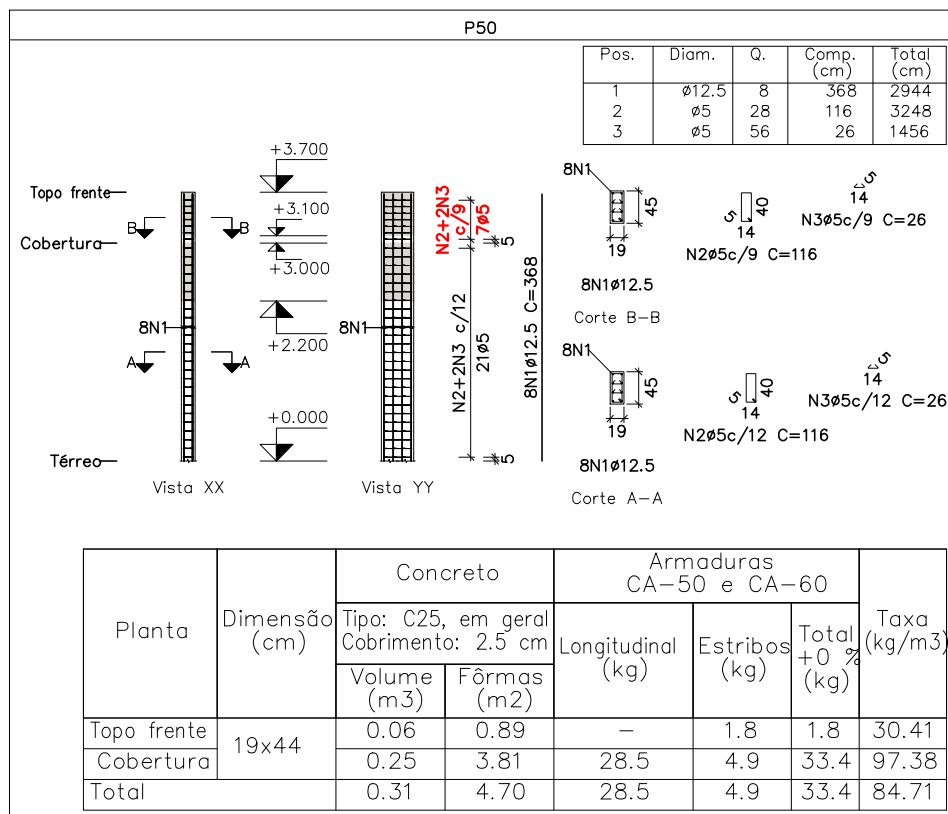 P50
Pos. Diam. Q. Comp. (cm) Total (cm)
1 ø12.5 8 368 2944
2 ø5 28 116 3248
3 ø5 56 26 1456
+3.700
Topo frente
+3.100
B B
Cobertura
+3.000
8N1
+2.200
A A
+0.000
Térreo
Vista XX
Vista YY
N2+2N3
c/9
7ø5
5
N2+2N3 c/12
21ø5
5
8N1ø12.5 C=368
8N1
45
19
8N1ø12.5
Corte B-B
5
40
14
N2ø5c/9 C=116
5
14
N3ø5c/9 C=26
8N1
45
19
8N1ø12.5
Corte A-A
5
40
14
N2ø5c/12 C=116
5
14
N3ø5c/12 C=26
8N1
Planta
Dimensão
(cm)
Concreto
Tipo: C25, em geral
Cobrimento: 2.5 cm
Volume
(m3)
Fôrmas
(m2)
Armaduras
CA-50 e CA-60
Longitudinal
(kg)
Estribos
(kg)
Total
+0 %
(kg)
Taxa
(kg/m3)
Topo frente 19x44 0.06 0.89 - 1.8 1.8 30.41
Cobertura 0.25 3.81 28.5 4.9 33.4 97.38
Total 0.31 4.70 28.5 4.9 33.4 84.71